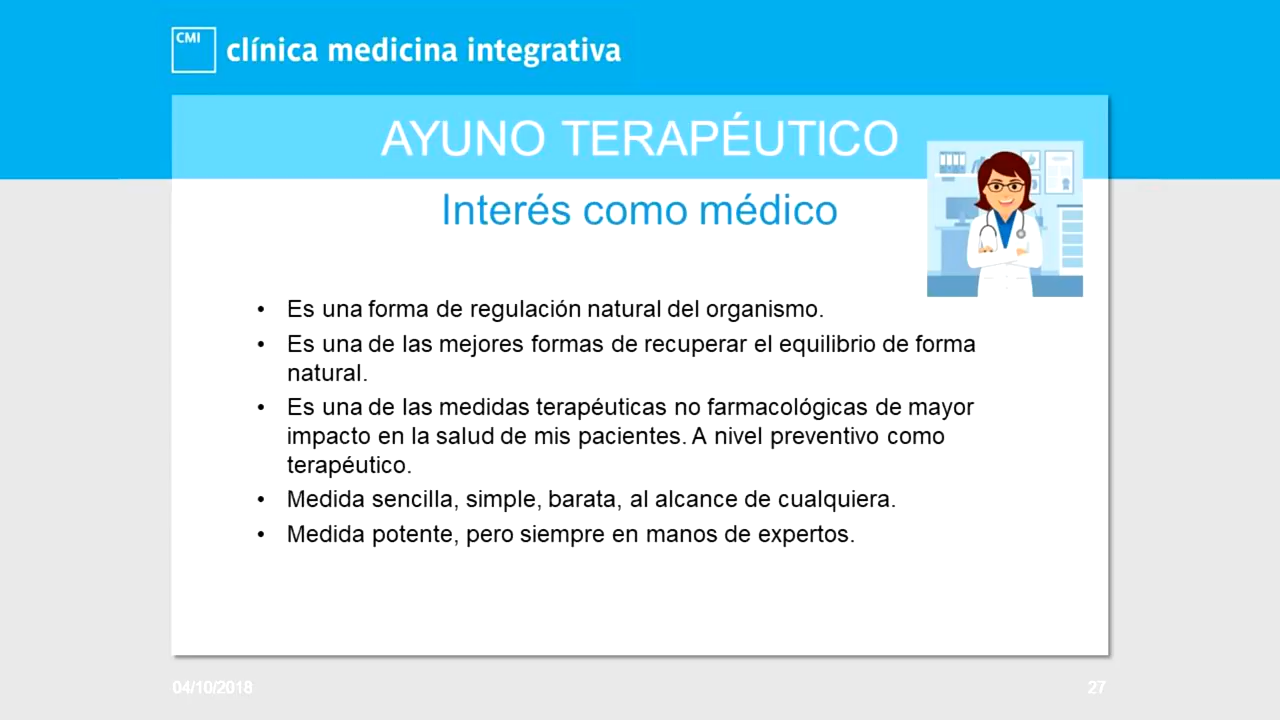 CMI
clínica medicina integrativa
AYUNO TERAPÉUTICO
Interés como médico
• Es una forma de regulación natural del organismo.
• Es una de las mejores formas de recuperar el equilibrio de forma
natural.
• Es una de las medidas terapéuticas no farmacológicas de mayor
impacto en la salud de mis pacientes. A nivel preventivo como
terapéutico.
• Medida sencilla, simple, barata, al alcance de cualquiera.
• Medida potente, pero siempre en manos de expertos.
04/10/2018
27